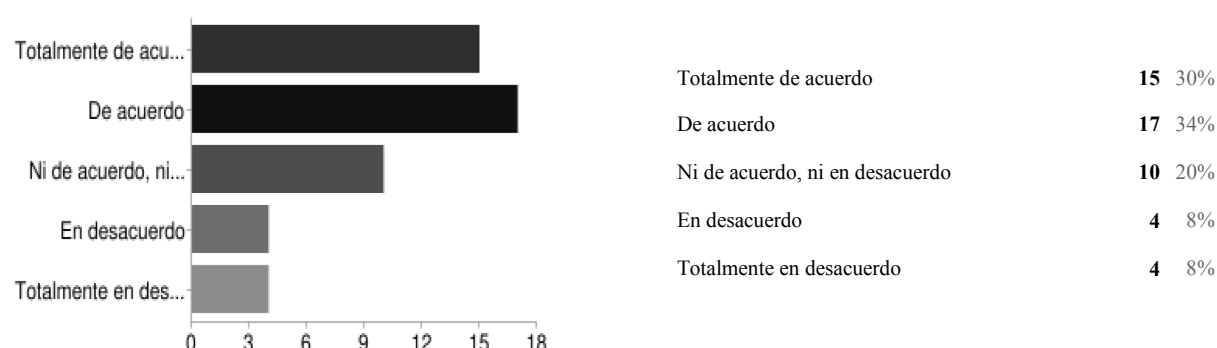 Totalmente de acu...
De acuerdo
Ni de acuerdo, ni...
En desacuerdo
Totalmente en des...
0 3 6 9 12 15 18
Totalmente de acuerdo 15 30%
De acuerdo 17 34%
Ni de acuerdo, ni en desacuerdo 10 20%
En desacuerdo 4 8%
Totalmente en desacuerdo 4 8%